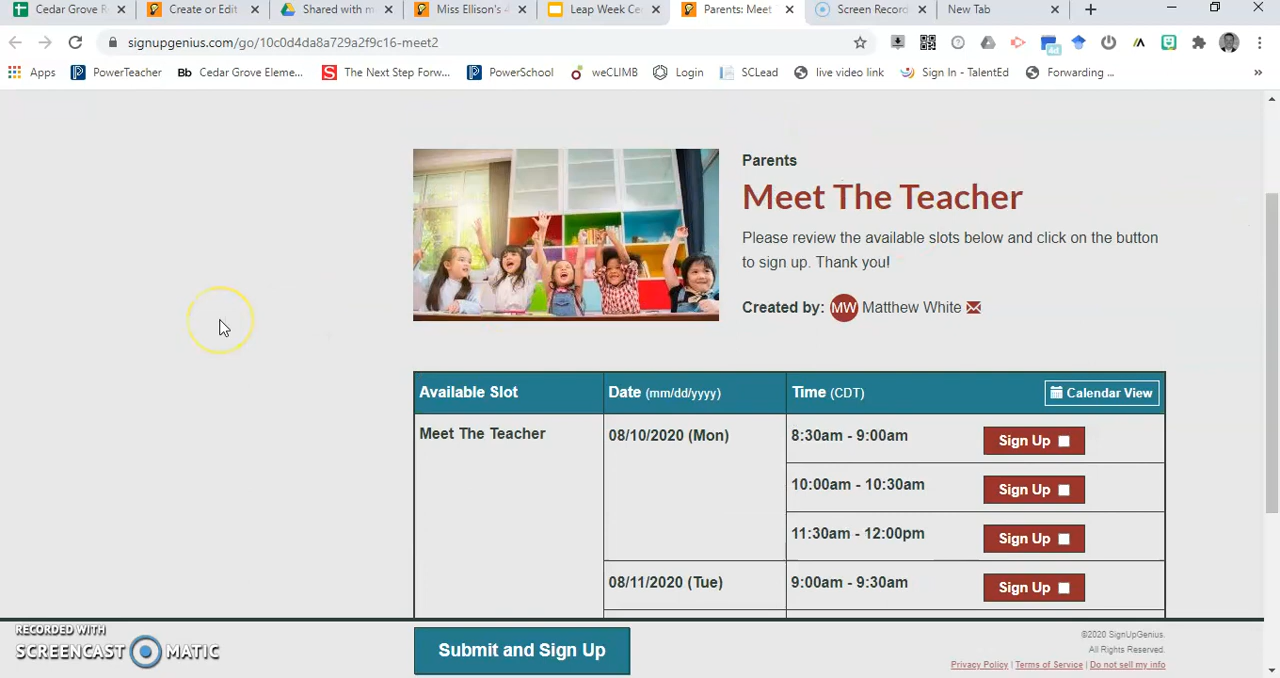 Cedar Grove R
Create or Edit
Shared with m
Miss Ellison's 4
Leap Week Ce
Parents: Meet
Screen Record
New Tab
signupgenius.com/go/10c0d4da8a729a2f9c16-meet2
Ad
Apps
PowerTeacher
Bb Cedar Grove Eleme...
S The Next Step Forw...
PowerSchool
weCLIMB
Login
SCLead
live video link
Sign In - TalentEd
Forwarding ...
Parents
Meet The Teacher
Please review the available slots below and click on the button
to sign up. Thank you!
Created by: MW Matthew White
Available Slot Date (mm/dd/yyyy) Time (CDT) Calendar View
Meet The Teacher 08/10/2020 (Mon) 8:30am - 9:00am Sign Up
10:00am - 10:30am Sign Up
11:30am - 12:00pm Sign Up
08/11/2020 (Tue) 9:00am - 9:30am Sign Up
Submit and Sign Up
©2020 SignUpGenius.
All Rights Reserved.
Privacy Policy | Terms of Service | Do not sell my info
RECORDED WITH
SCREENCAST MATIC